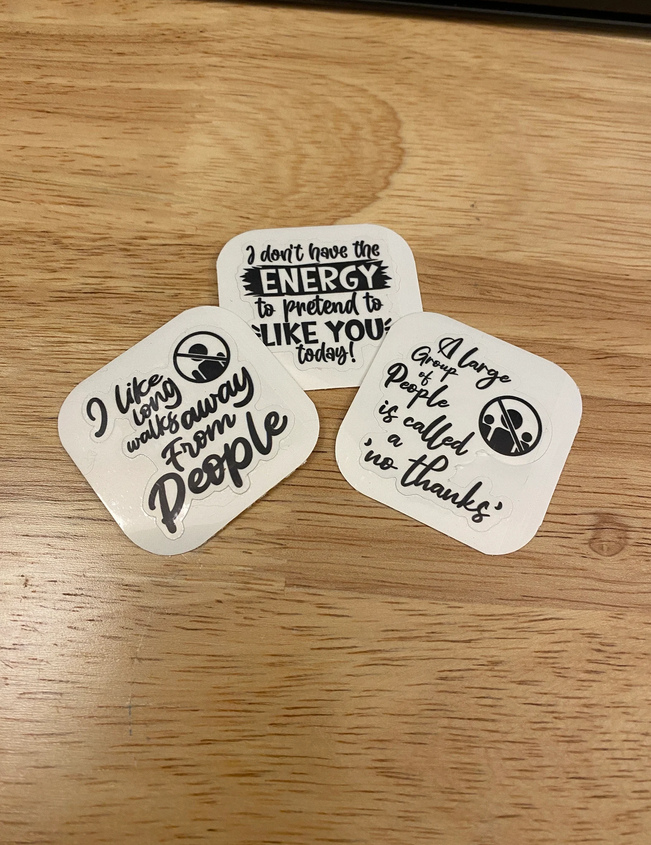 I don't have the
ENERGY
to pretend to
LIKE YOU
today!
I like
long
walks away
From
People
A large
Group
of
People
is called
a
'no thanks'